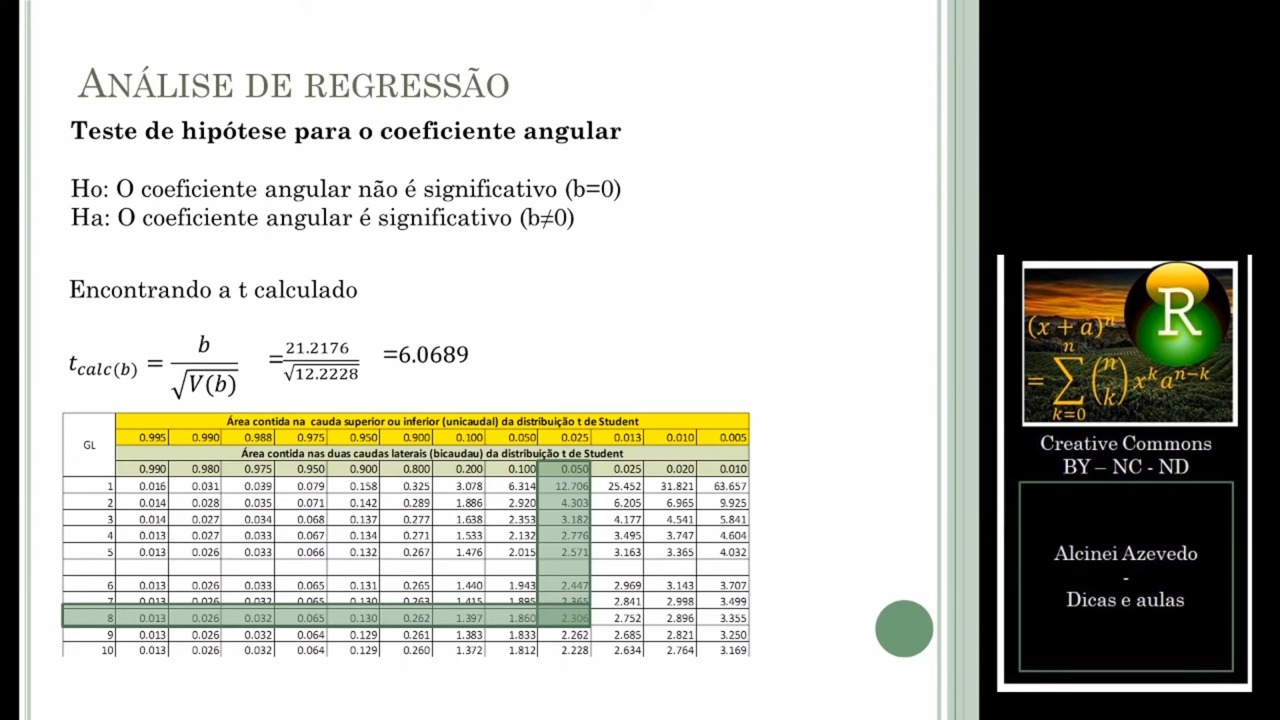 ANÁLISE DE REGRESSÃO
Teste de hipótese para o coeficiente angular
Ho: O coeficiente angular não é significativo (b=0)
Ha: O coeficiente angular é significativo (b≠0)
Encontrando a t calculado
t_calc(b) = b / √V(b) = 21.2176 / √12.2228 =6.0689
GL
Área contida na cauda superior ou inferior (unicaudal) da distribuição t de Student
0.995 0.990 0.988 0.975 0.950 0.900 0.100 0.050 0.025 0.013 0.010 0.005
Área contida nas duas caudas laterais (bicaudau) da distribuição t de Student
0.990 0.980 0.975 0.950 0.900 0.800 0.200 0.100 0.050 0.025 0.020 0.010
1 0.016 0.031 0.039 0.079 0.158 0.325 3.078 6.314 12.706 25.452 31.821 63.657
2 0.014 0.028 0.035 0.071 0.142 0.289 1.886 2.920 4.303 6.205 6.965 9.925
3 0.014 0.027 0.034 0.068 0.137 0.277 1.638 2.353 3.182 4.177 4.541 5.841
4 0.013 0.027 0.033 0.067 0.134 0.271 1.533 2.132 2.776 3.495 3.747 4.604
5 0.013 0.026 0.033 0.066 0.132 0.267 1.476 2.015 2.571 3.163 3.365 4.032
6 0.013 0.026 0.033 0.065 0.131 0.265 1.440 1.943 2.447 2.969 3.143 3.707
7 0.013 0.026 0.032 0.065 0.130 0.263 1.415 1.895 2.365 2.841 2.998 3.499
8 0.013 0.026 0.032 0.065 0.130 0.262 1.397 1.860 2.306 2.752 2.896 3.355
9 0.013 0.026 0.032 0.064 0.129 0.261 1.383 1.833 2.262 2.685 2.821 3.250
10 0.013 0.026 0.032 0.064 0.129 0.260 1.372 1.812 2.228 2.634 2.764 3.169
R
(x + a)^n
= ∑ n k=0 (n k) x^k a^(n−k)
Creative Commons
BY – NC - ND
Alcinei Azevedo
-
Dicas e aulas